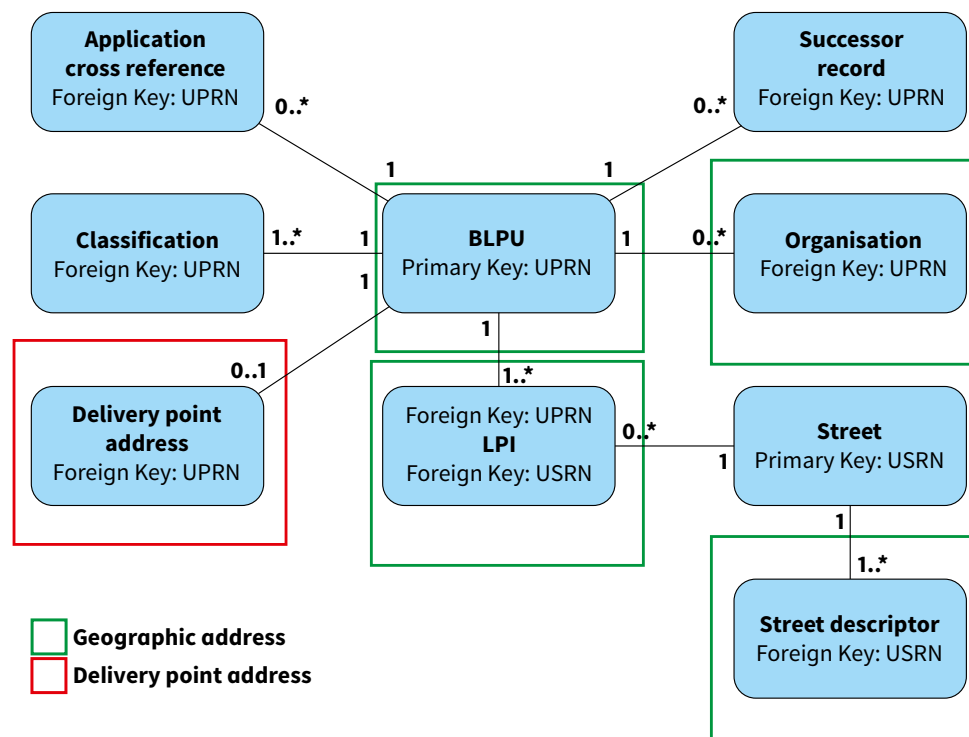 Application
cross reference
Foreign Key: UPRN
0..*
1
Successor
record
Foreign Key: UPRN
0..*
1
Classification
Foreign Key: UPRN
1..*
1
BLPU
Primary Key: UPRN
1
0..*
Organisation
Foreign Key: UPRN
1
0..1
1
1..*
Delivery point
address
Foreign Key: UPRN
Foreign Key: UPRN
LPI
Foreign Key: USRN
0..*
1
Street
Primary Key: USRN
1
1..*
Street descriptor
Foreign Key: USRN
Geographic address
Delivery point address